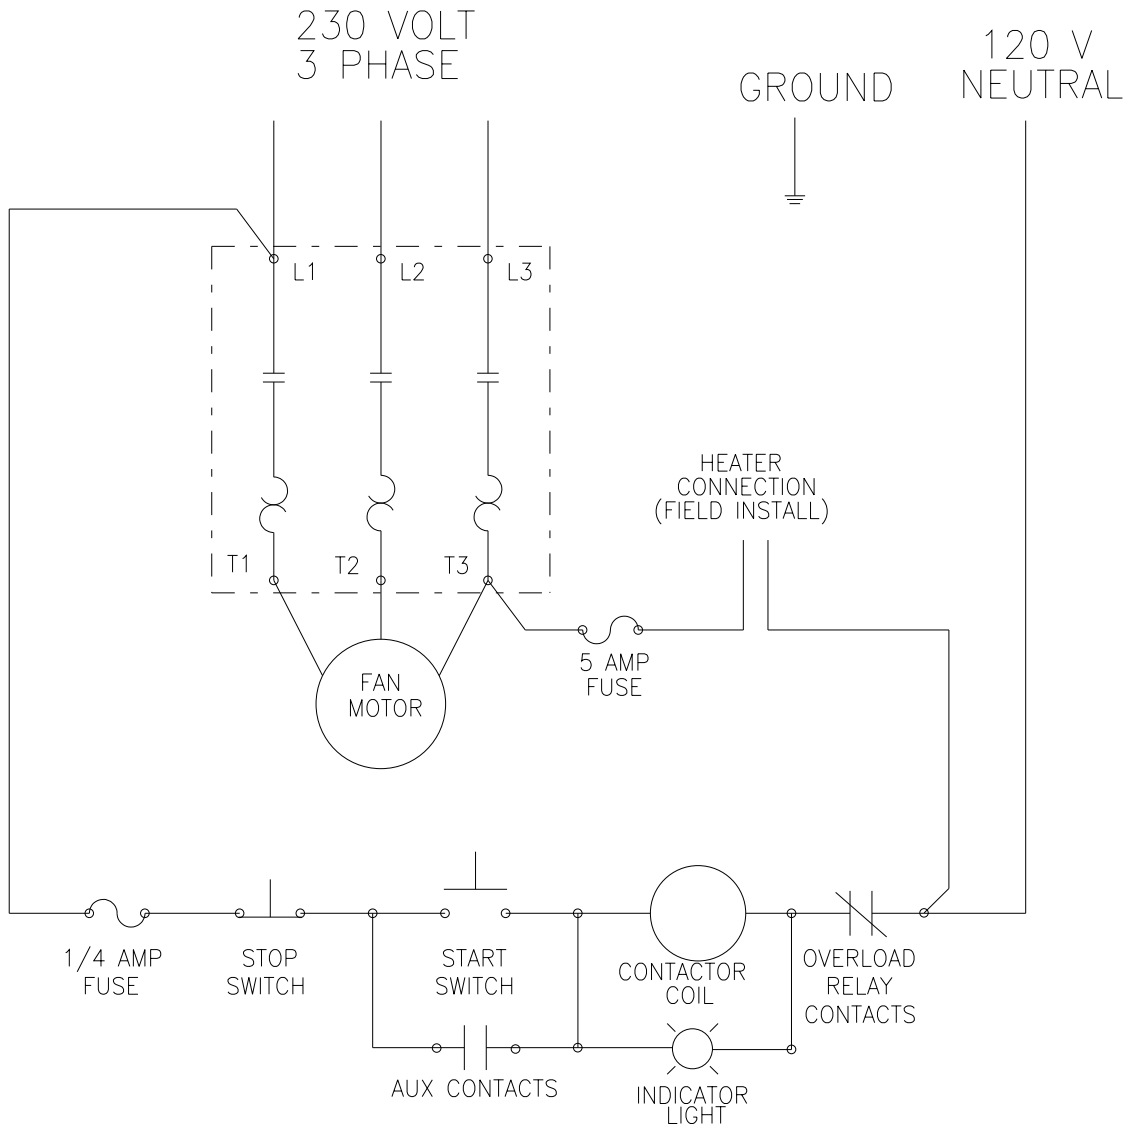 230 VOLT
3 PHASE
GROUND
120 V
NEUTRAL
L1
L2
L3
HEATER
CONNECTION
(FIELD INSTALL)
T1
T2
T3
5 AMP
FUSE
FAN
MOTOR
1/4 AMP
FUSE
STOP
SWITCH
START
SWITCH
CONTACTOR
COIL
OVERLOAD
RELAY
CONTACTS
AUX CONTACTS
INDICATOR
LIGHT